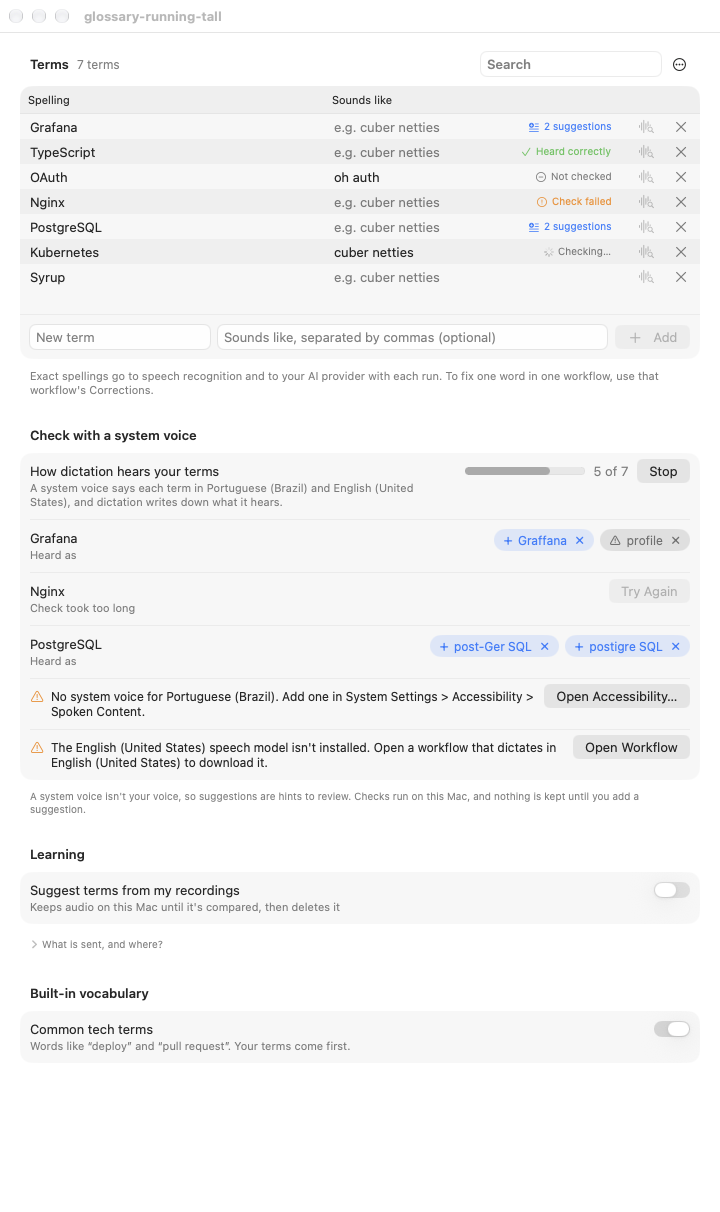 glossary-running-tall
Terms 7 terms Search
Spelling Sounds like
Grafana e.g. cuber netties 2 suggestions
TypeScript e.g. cuber netties Heard correctly
OAuth oh auth Not checked
Nginx e.g. cuber netties Check failed
PostgreSQL e.g. cuber netties 2 suggestions
Kubernetes cuber netties Checking...
Syrup e.g. cuber netties
New term Sounds like, separated by commas (optional) + Add
Exact spellings go to speech recognition and to your AI provider with each run. To fix one word in one workflow, use that
workflow's Corrections.
Check with a system voice
How dictation hears your terms 5 of 7 Stop
A system voice says each term in Portuguese (Brazil) and English (United
States), and dictation writes down what it hears.
Grafana + Graffana × profile ×
Heard as
Nginx Try Again
Check took too long
PostgreSQL + post-Ger SQL × + postigre SQL ×
Heard as
No system voice for Portuguese (Brazil). Add one in System Settings > Accessibility > Open Accessibility...
Spoken Content.
The English (United States) speech model isn't installed. Open a workflow that dictates in Open Workflow
English (United States) to download it.
A system voice isn't your voice, so suggestions are hints to review. Checks run on this Mac, and nothing is kept until you add a
suggestion.
Learning
Suggest terms from my recordings
Keeps audio on this Mac until it's compared, then deletes it
> What is sent, and where?
Built-in vocabulary
Common tech terms
Words like “deploy” and “pull request”. Your terms come first.